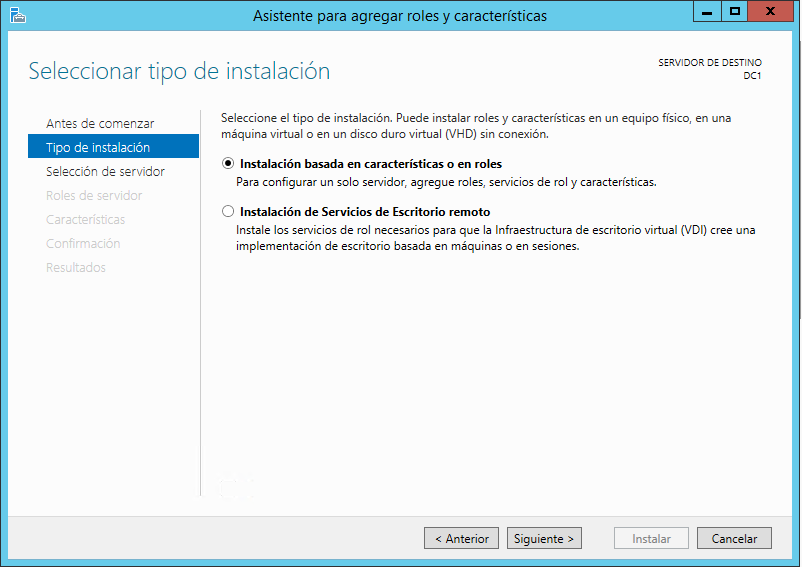 Asistente para agregar roles y características
Seleccionar tipo de instalación
SERVIDOR DE DESTINO
DC1
Antes de comenzar
Tipo de instalación
Selección de servidor
Roles de servidor
Características
Confirmación
Resultados
Seleccione el tipo de instalación. Puede instalar roles y características en un equipo físico, en una
máquina virtual o en un disco duro virtual (VHD) sin conexión.
Instalación basada en características o en roles
Para configurar un solo servidor, agregue roles, servicios de rol y características.
Instalación de Servicios de Escritorio remoto
Instale los servicios de rol necesarios para que la Infraestructura de escritorio virtual (VDI) cree una
implementación de escritorio basada en máquinas o en sesiones.
< Anterior
Siguiente >
Instalar
Cancelar